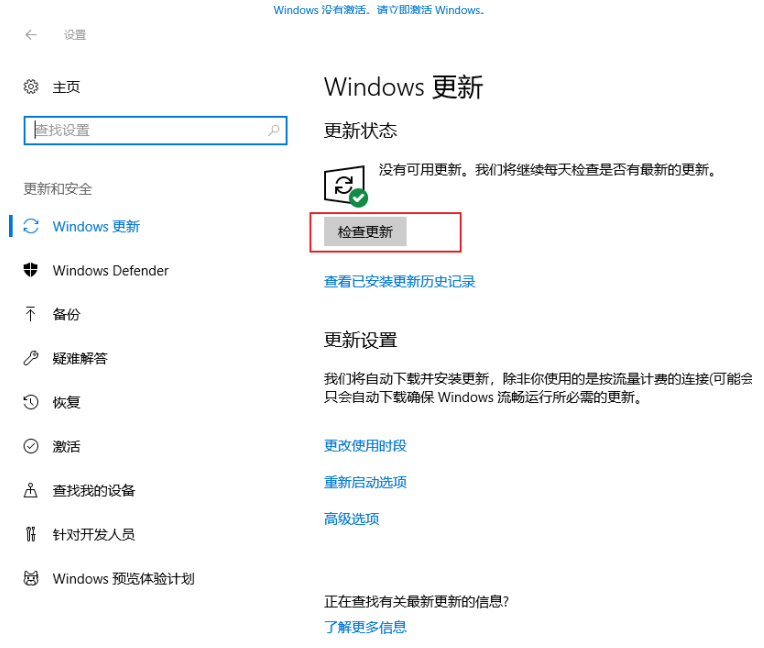 Windows 没有激活。请立即激活 Windows。
设置
主页
查找设置
更新和安全
Windows 更新
Windows Defender
备份
疑难解答
恢复
激活
查找我的设备
针对开发人员
Windows 预览体验计划
Windows 更新
更新状态
没有可用更新。我们将继续每天检查是否有最新的更新。
检查更新
查看已安装更新历史记录
更新设置
我们将自动下载并安装更新，除非你使用的是按流量计费的连接(可能会
只会自动下载确保 Windows 流畅运行所必需的更新。
更改使用时段
重新启动选项
高级选项
正在查找有关最新更新的信息?
了解更多信息